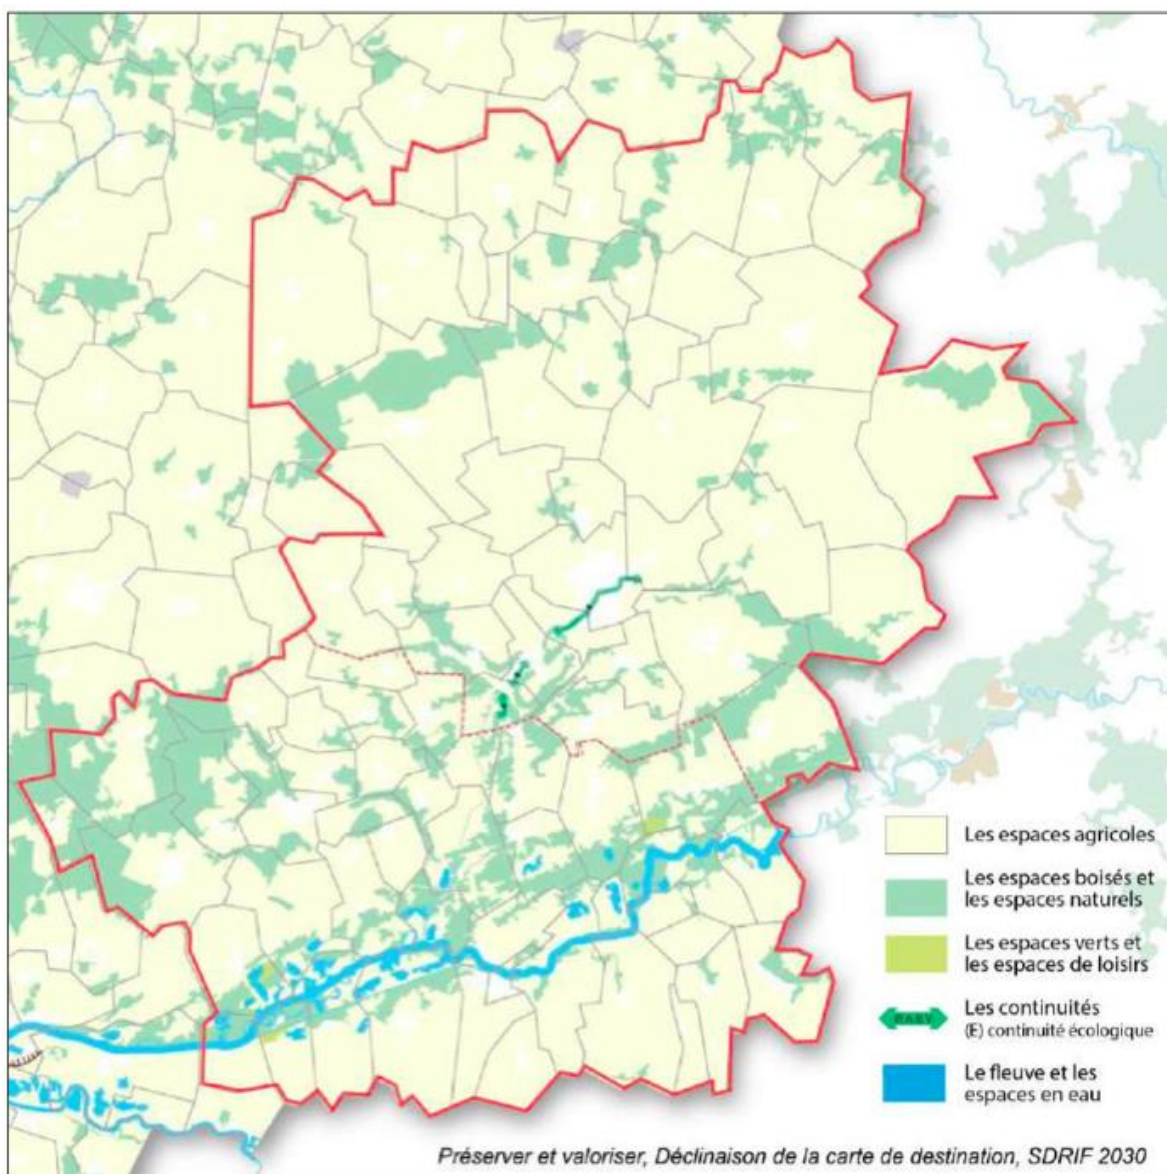 Les espaces agricoles
Les espaces boisés et
les espaces naturels
Les espaces verts et
les espaces de loisirs
Les continuités
(E) continuité écologique
Le fleuve et les
espaces en eau
Préserver et valoriser, Déclinaison de la carte de destination, SDRIF 2030